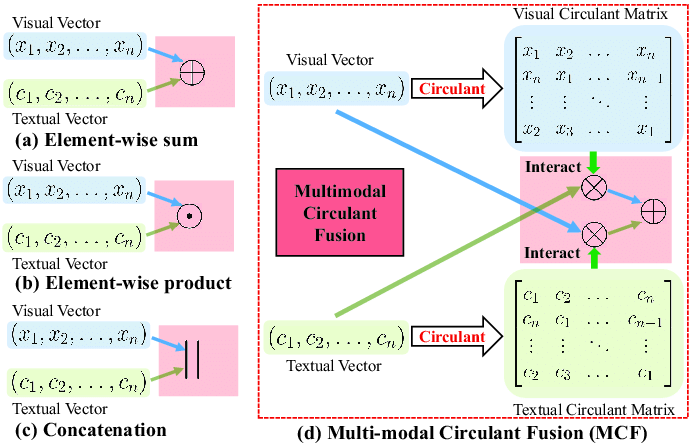 Visual Vector
(x₁, x₂, . . . , xₙ)
(c₁, c₂, . . . , cₙ)
Textual Vector
(a) Element-wise sum
Visual Vector
(x₁, x₂, . . . , xₙ)
(c₁, c₂, . . . , cₙ)
Textual Vector
(b) Element-wise product
Visual Vector
(x₁, x₂, . . . , xₙ)
(c₁, c₂, . . . , cₙ)
Textual Vector
(c) Concatenation
Visual Circulant Matrix
Visual Vector
(x₁, x₂, . . . , xₙ)
Circulant
x₁ x₂ . . . xₙ
xₙ x₁ . . . xₙ₋₁
⋮ ⋮ ⋱ ⋮
x₂ x₃ . . . x₁
Multimodal
Circulant
Fusion
Interact
Interact
(c₁, c₂, . . . , cₙ)
Textual Vector
Circulant
c₁ c₂ . . . cₙ
cₙ c₁ . . . cₙ₋₁
⋮ ⋮ ⋱ ⋮
c₂ c₃ . . . c₁
Textual Circulant Matrix
(d) Multi-modal Circulant Fusion (MCF)